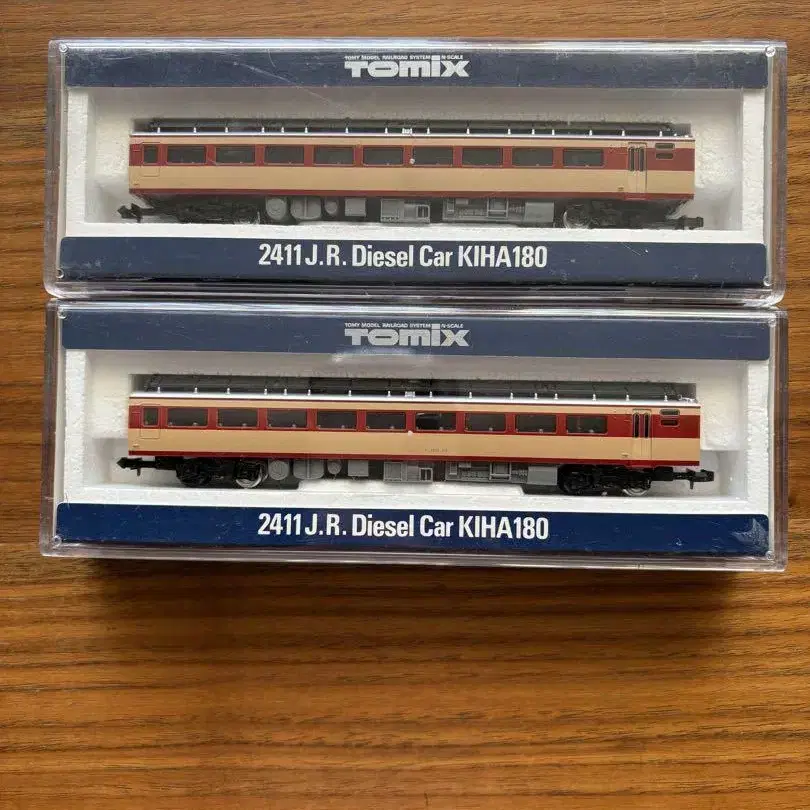 TOMY MODEL RAILROAD SYSTEM N-SCALE
TOMIX
2411 J.R. Diesel Car KIHA180
TOMY MODEL RAILROAD SYSTEM N-SCALE
TOMIX
2411 J.R. Diesel Car KIHA180